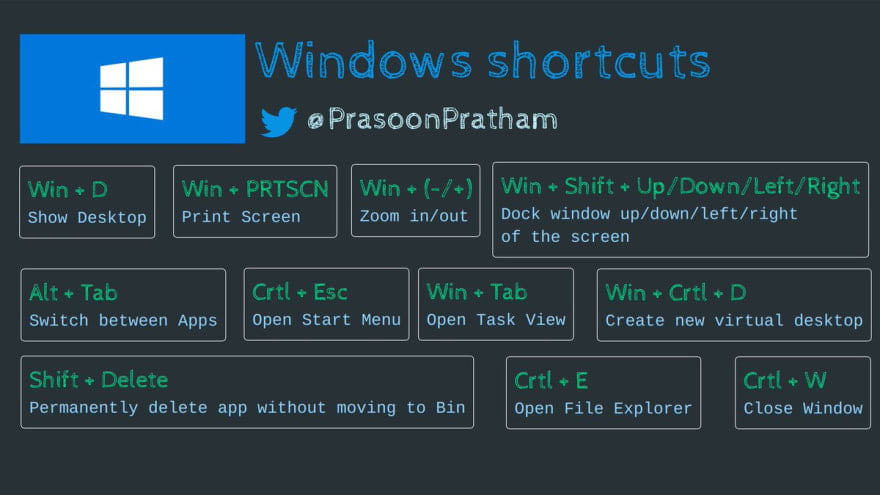 Windows shortcuts
@PrasoonPratham
Win + D
Show Desktop
Win + PRTSCN
Print Screen
Win + (-/+)
Zoom in/out
Win + Shift + Up/Down/Left/Right
Dock window up/down/left/right
of the screen
Alt + Tab
Switch between Apps
Crtl + Esc
Open Start Menu
Win + Tab
Open Task View
Win + Crtl + D
Create new virtual desktop
Shift + Delete
Permanently delete app without moving to Bin
Crtl + E
Open File Explorer
Crtl + W
Close Window